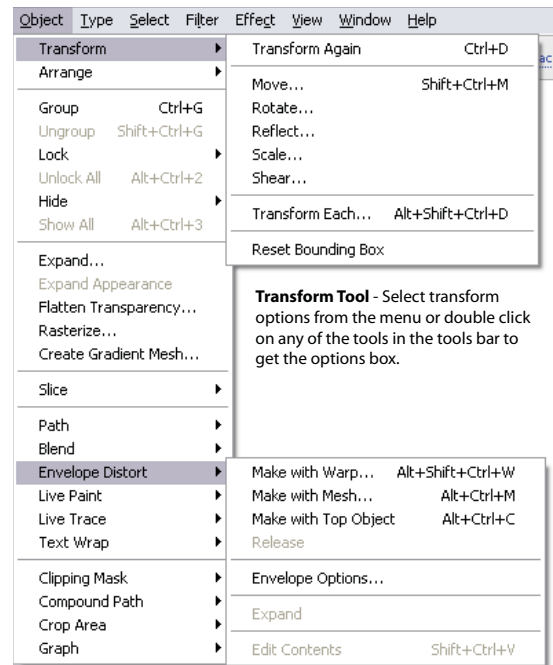 Object Type Select Filter Effect View Window Help
Transform
Arrange
Group Ctrl+G
Ungroup Shift+Ctrl+G
Lock
Unlock All Alt+Ctrl+2
Hide
Show All Alt+Ctrl+3
Expand...
Expand Appearance
Flatten Transparency...
Rasterize...
Create Gradient Mesh...
Slice
Path
Blend
Envelope Distort
Live Paint
Live Trace
Text Wrap
Clipping Mask
Compound Path
Crop Area
Graph
Transform Again Ctrl+D
Move... Shift+Ctrl+M
Rotate...
Reflect...
Scale...
Shear...
Transform Each... Alt+Shift+Ctrl+D
Reset Bounding Box
Transform Tool - Select transform
options from the menu or double click
on any of the tools in the tools bar to
get the options box.
Make with Warp... Alt+Shift+Ctrl+W
Make with Mesh... Alt+Ctrl+M
Make with Top Object Alt+Ctrl+C
Release
Envelope Options...
Expand
Edit Contents Shift+Ctrl+V